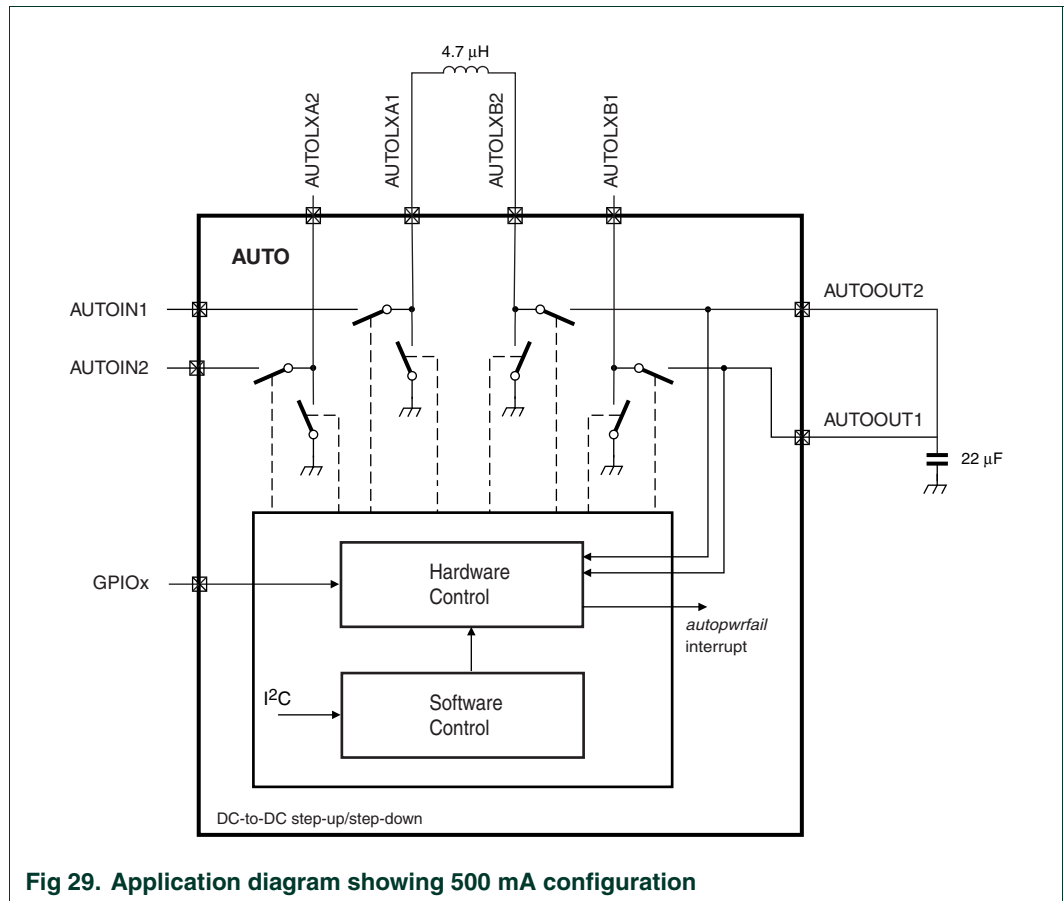 4.7 μH
AUTOLXA2
AUTOLXA1
AUTOLXB2
AUTOLXB1
AUTO
AUTOIN1
AUTOIN2
AUTOOUT2
AUTOOUT1
22 μF
GPIOx
Hardware
Control
autopwrfail
interrupt
I²C
Software
Control
DC-to-DC step-up/step-down
Fig 29. Application diagram showing 500 mA configuration